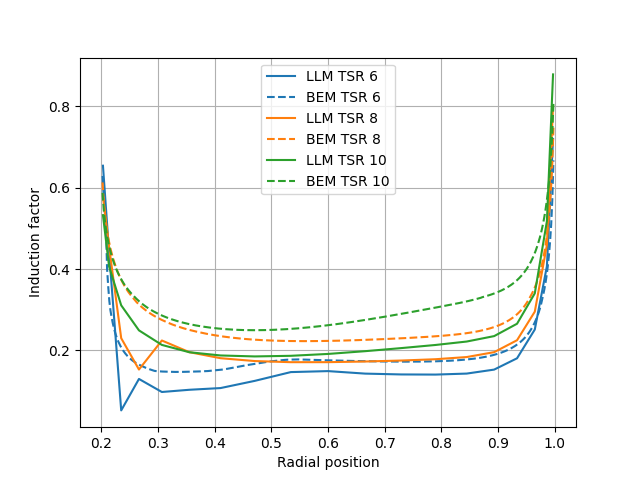 LLM TSR 6
BEM TSR 6
LLM TSR 8
BEM TSR 8
LLM TSR 10
BEM TSR 10
Induction factor
0.8
0.6
0.4
0.2
0.2 0.3 0.4 0.5 0.6 0.7 0.8 0.9 1.0
Radial position